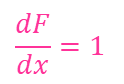 dF/dx = 1